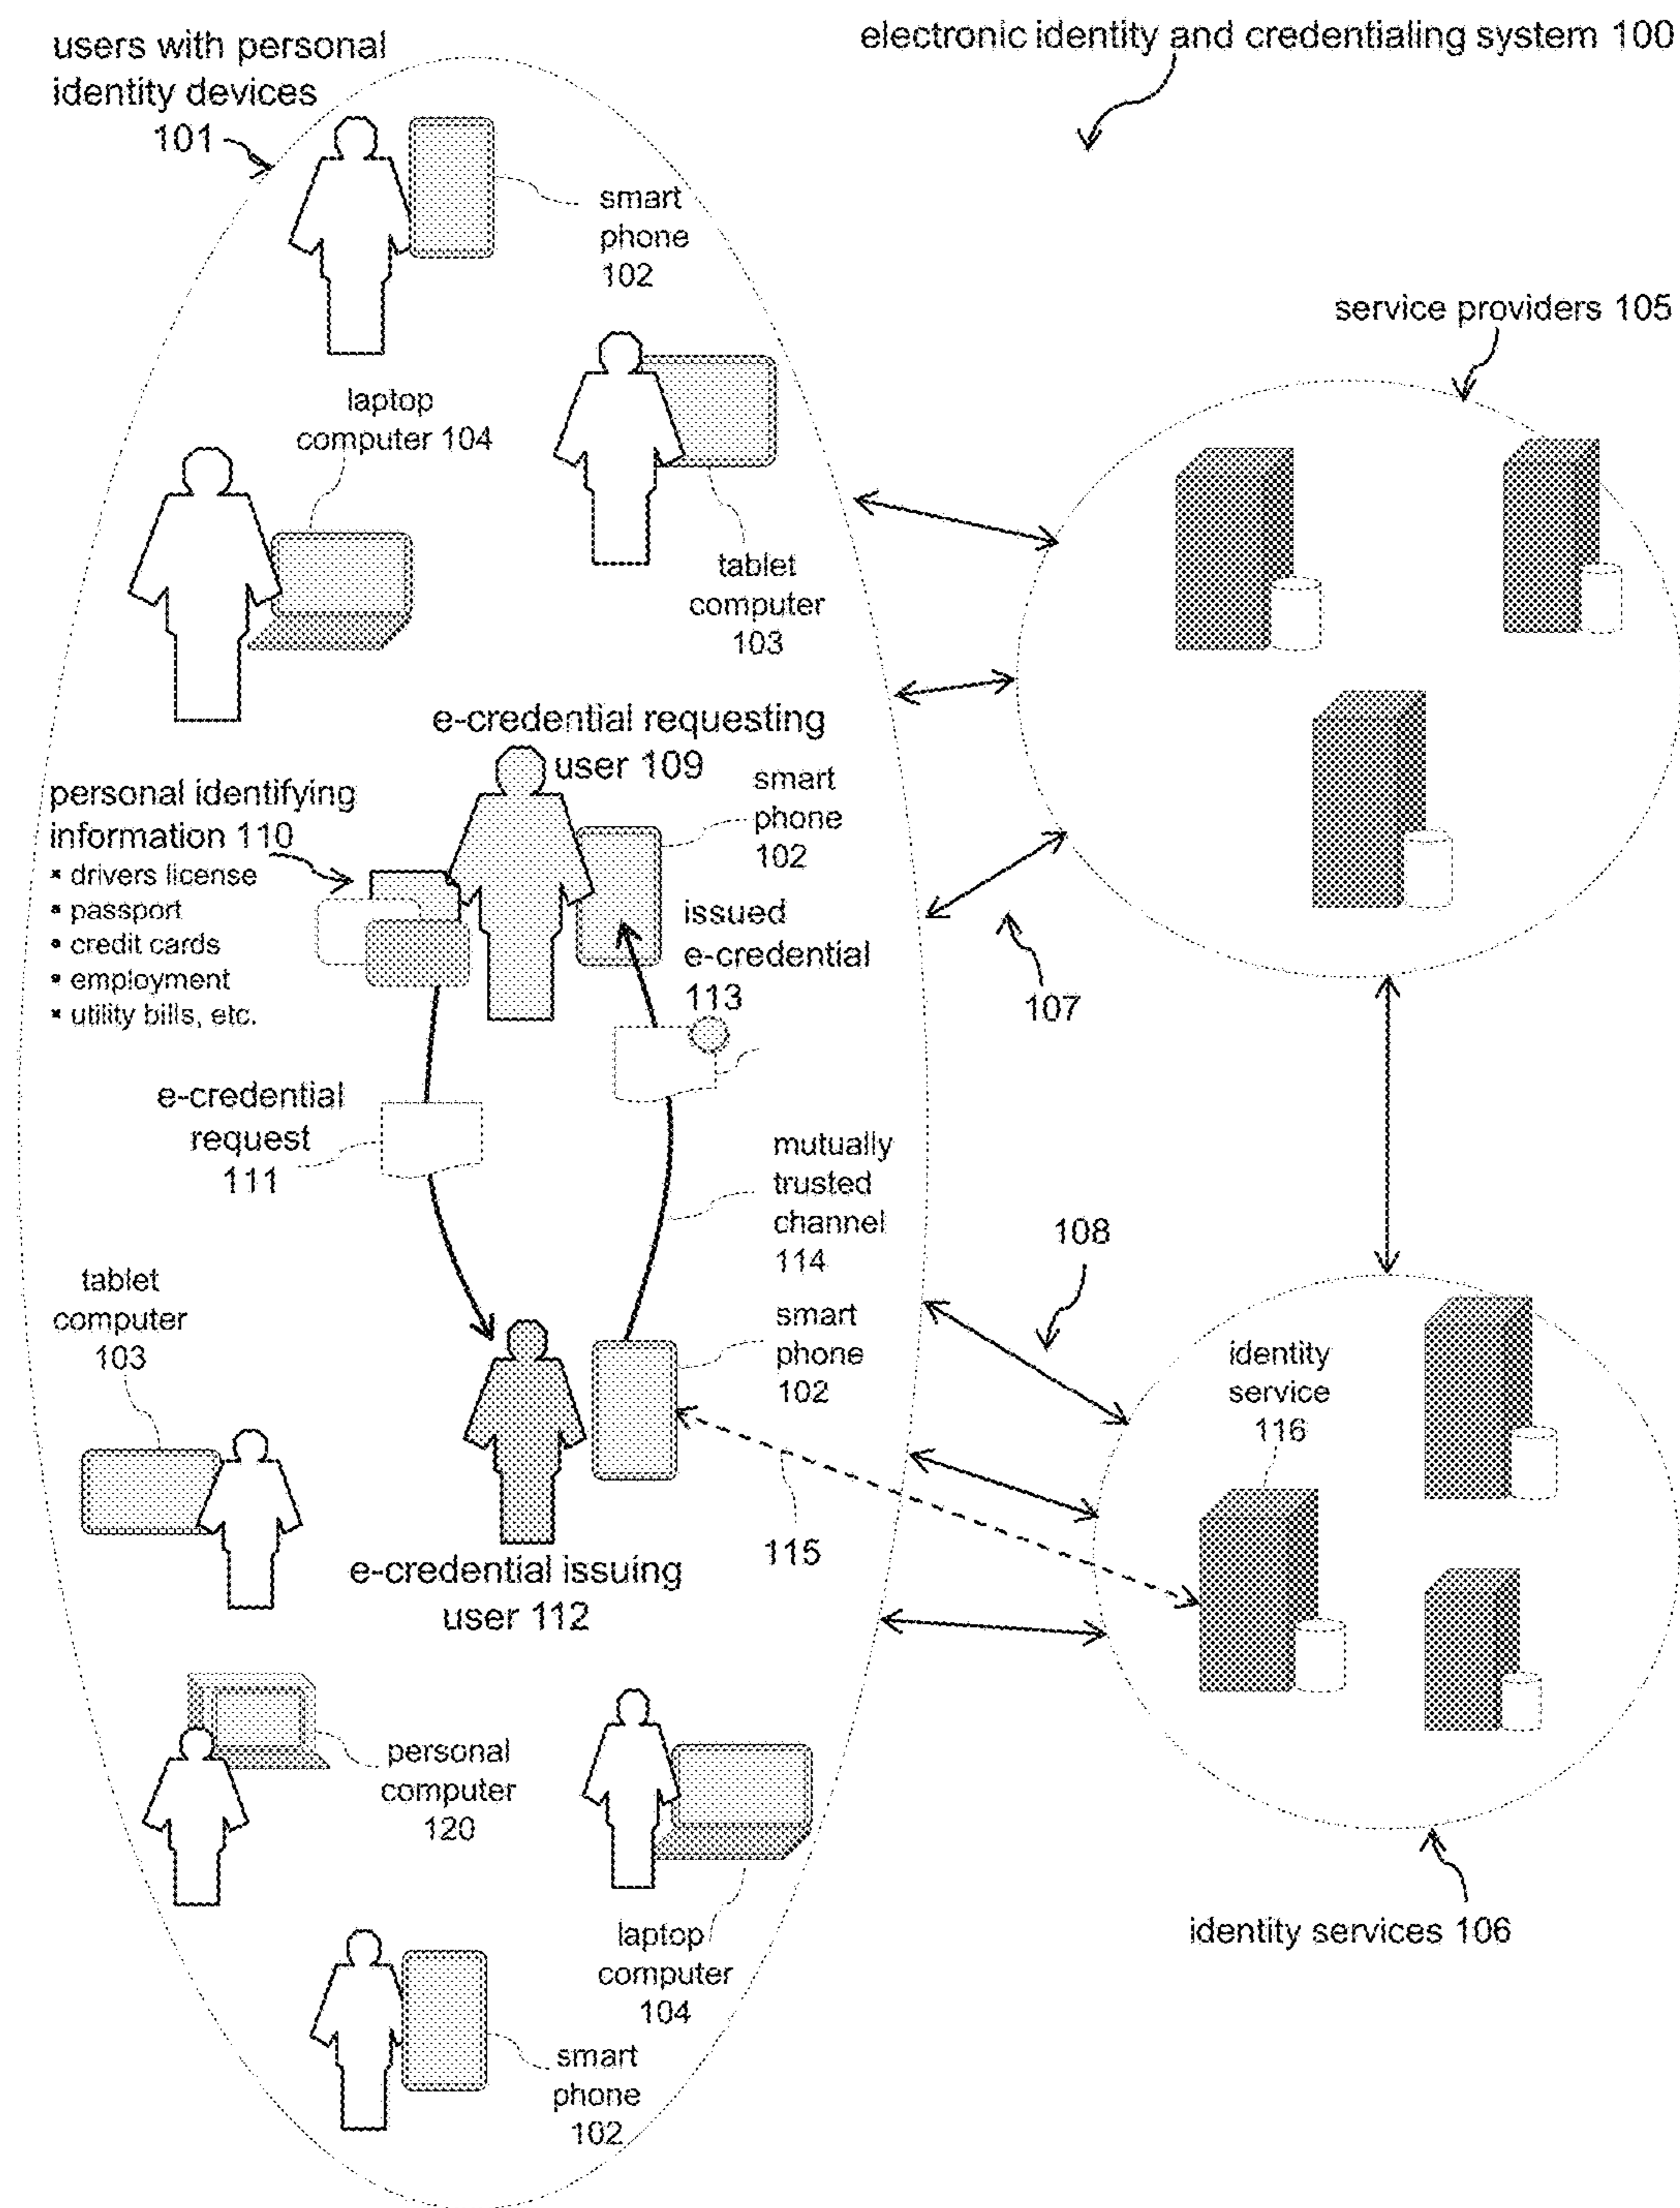 electronic identity and credentialing system 100
users with personal
identity devices
101
smart
phone
102
service providers 105
laptop
computer 104
tablet
computer
103
e-credential requesting
user 109
smart
phone
102
personal identifying
information 110
▪ drivers license
▪ passport
▪ credit cards
▪ employment
▪ utility bills, etc.
issued
e-credential
113
107
e-credential
request
111
mutually
trusted
channel
114
108
tablet
computer
103
smart
phone
102
identity
service
116
115
e-credential issuing
user 112
personal
computer
120
laptop
computer
104
identity services 106
smart
phone
102